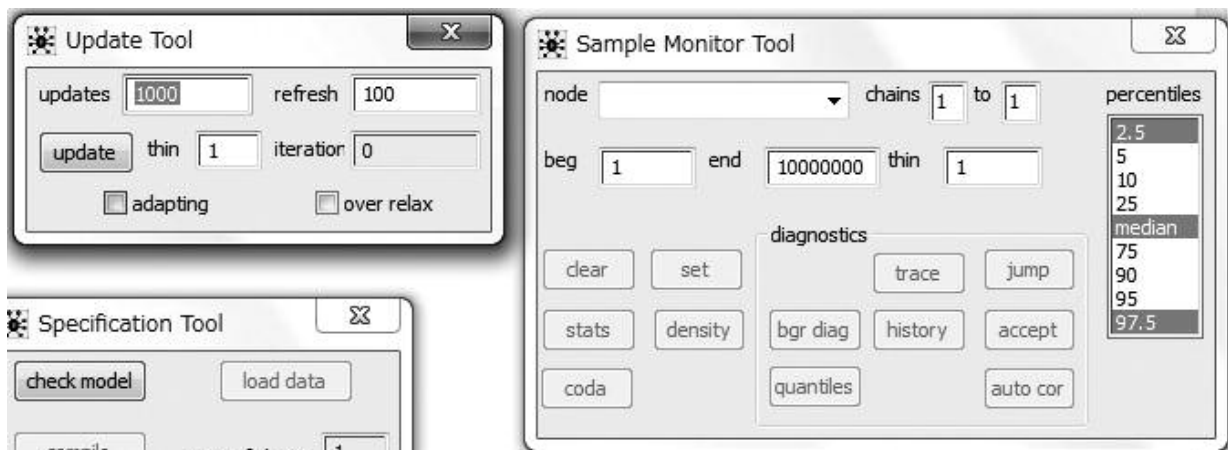 Update Tool
updates 1000 refresh 100
update thin 1 iteration 0
adapting over relax
Sample Monitor Tool
node chains 1 to 1 percentiles
beg 1 end 10000000 thin 1
2.5
5
10
25
median
75
90
95
97.5
diagnostics
clear set trace jump
stats density bgr diag history accept
coda quantiles auto cor
Specification Tool
check model load data